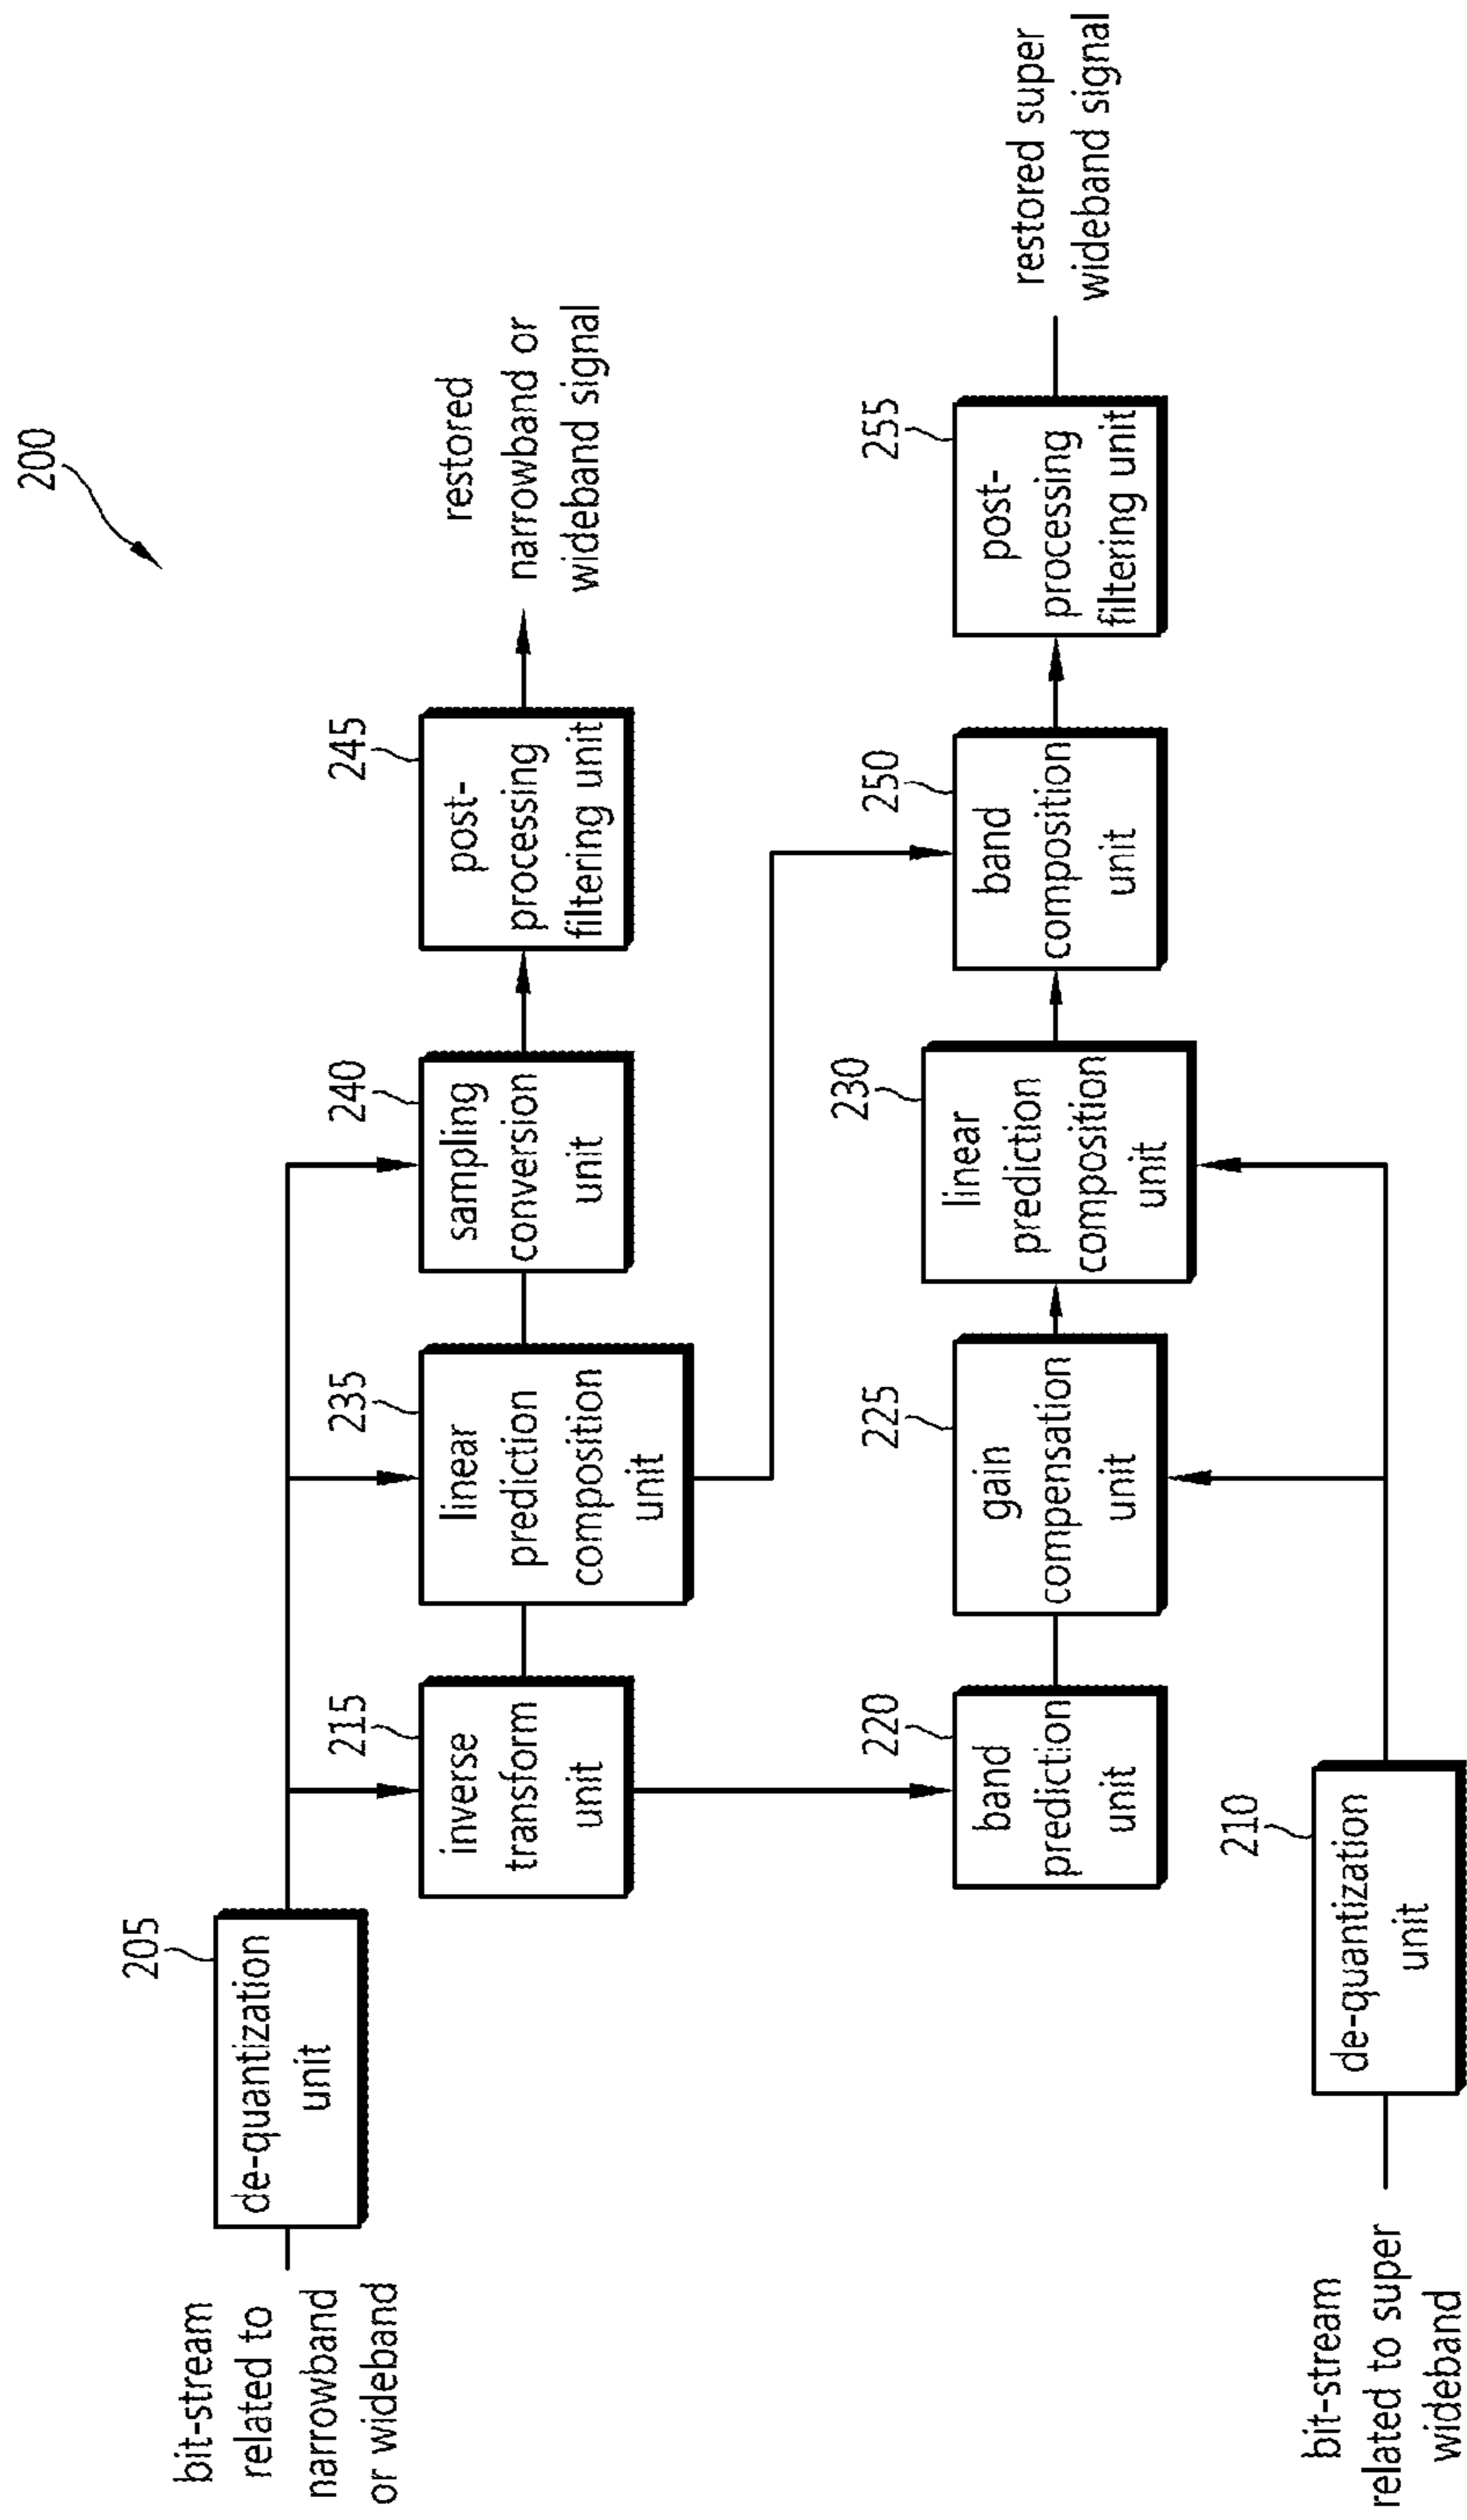 200
205
de-quantization
unit
bit-stream
related to
narrowband
or wideband
215
inverse
transform
unit
235
linear
prediction
composition
unit
240
sampling
conversion
unit
245
post-
processing
filtering unit
restored
narrowband or
wideband signal
220
band
prediction
unit
225
gain
compensation
unit
230
linear
prediction
composition
unit
250
band
composition
unit
255
post-
processing
filtering unit
restored super
wideband signal
210
de-quantization
unit
bit-stream
related to super
wideband